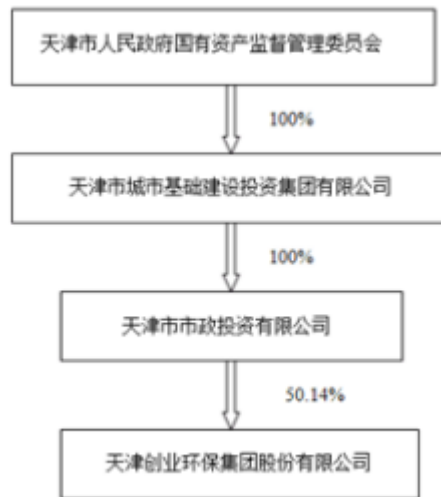 天津市人民政府国有资产监督管理委员会
100%
天津市城市基础建设投资集团有限公司
100%
天津市市政投资有限公司
50.14%
天津创业环保集团股份有限公司